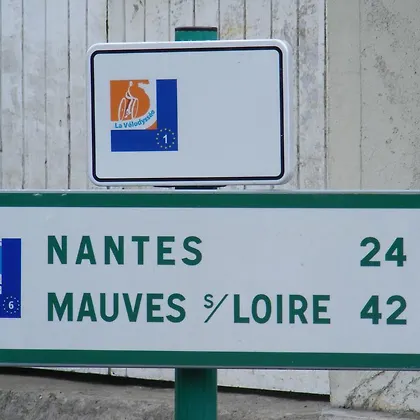 La Vélodyssée
1
NANTES 24
6
MAUVES S/LOIRE 42